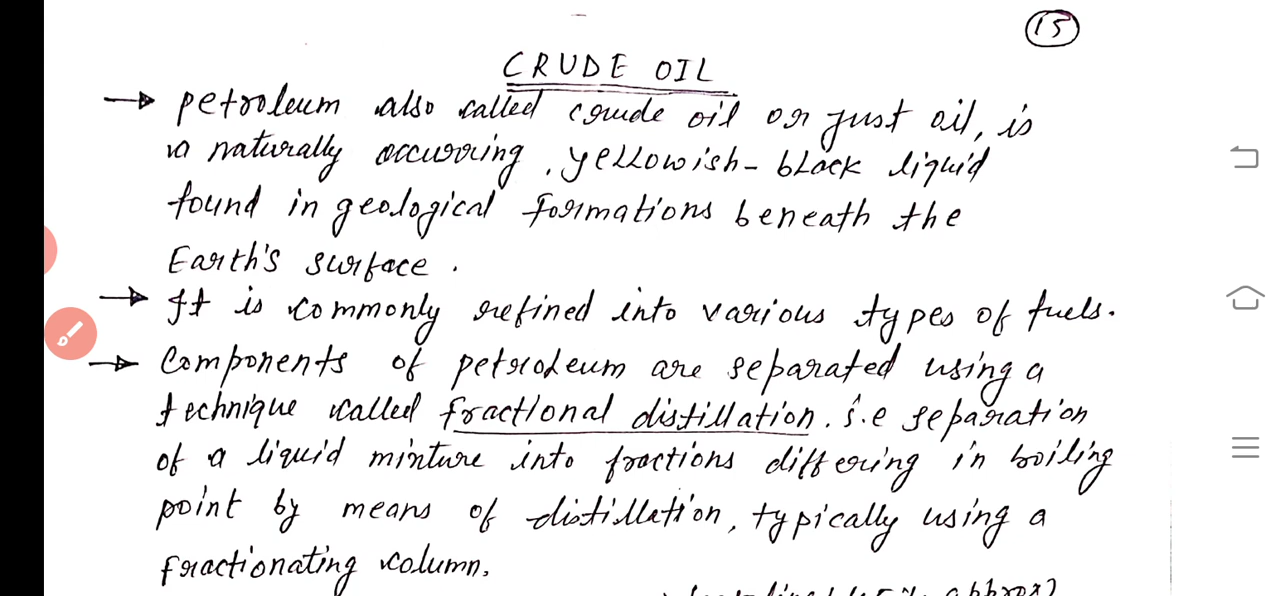 15
CRUDE OIL
→ petroleum also called crude oil or just oil, is
a naturally occurring, yellowish-black liquid
found in geological formations beneath the
Earth's surface.
→ It is commonly refined into various types of fuels.
→ Components of petroleum are separated using a
technique called fractional distillation. i.e separation
of a liquid mixture into fractions differing in boiling
point by means of distillation, typically using a
fractionating column.